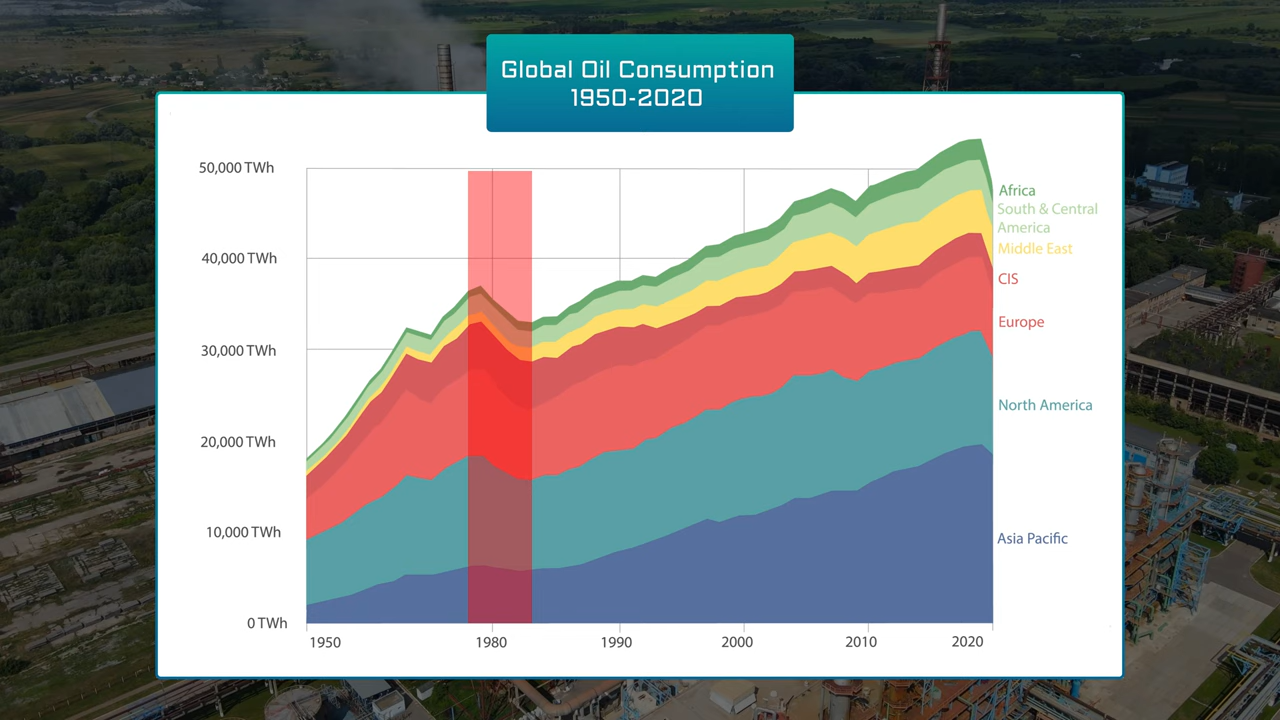 Global Oil Consumption
1950-2020
50,000 TWh
40,000 TWh
30,000 TWh
20,000 TWh
10,000 TWh
0 TWh
1950
1980
1990
2000
2010
2020
Africa
South & Central
America
Middle East
CIS
Europe
North America
Asia Pacific